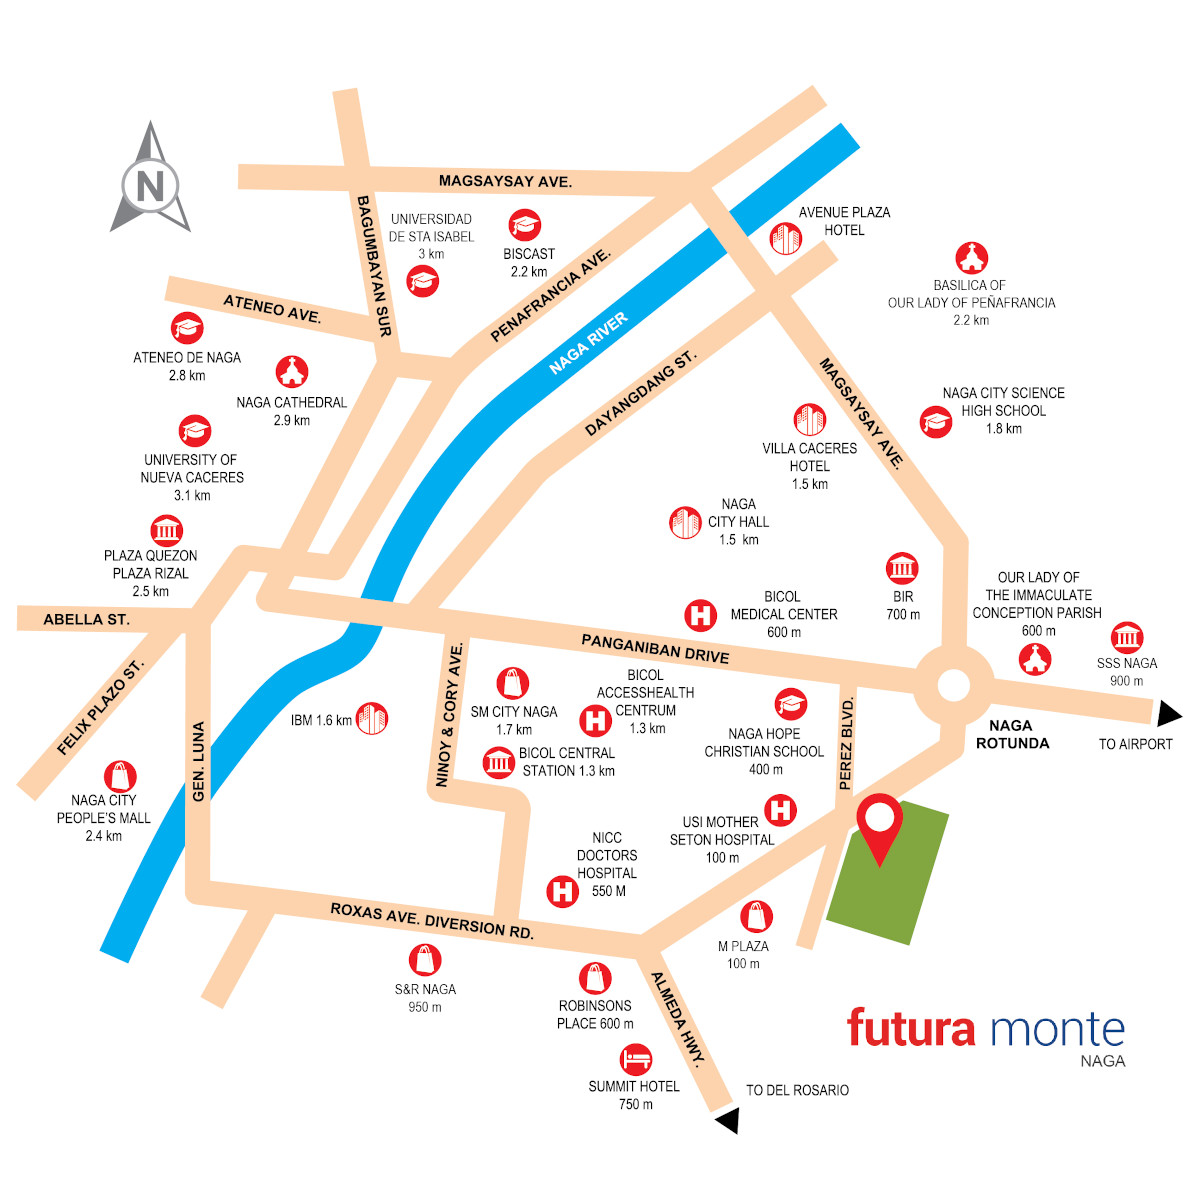 N
MAGSAYSAY AVE.
BAGUMBAYAN SUR
UNIVERSIDAD
DE STA ISABEL
3 km
BISCAST
2.2 km
AVENUE PLAZA
HOTEL
BASILICA OF
OUR LADY OF PEÑAFRANCIA
2.2 km
ATENEO AVE.
PENAFRANCIA AVE.
NAGA RIVER
ATENEO DE NAGA
2.8 km
NAGA CATHEDRAL
2.9 km
DAYANGDANG ST.
MAGSAYSAY AVE.
NAGA CITY SCIENCE
HIGH SCHOOL
1.8 km
VILLA CACERES
HOTEL
1.5 km
UNIVERSITY OF
NUEVA CACERES
3.1 km
NAGA
CITY HALL
1.5 km
PLAZA QUEZON
PLAZA RIZAL
2.5 km
BIR
700 m
OUR LADY OF
THE IMMACULATE
CONCEPTION PARISH
600 m
H
BICOL
MEDICAL CENTER
600 m
ABELLA ST.
PANGANIBAN DRIVE
SSS NAGA
900 m
FELIX PLAZO ST.
GEN. LUNA
IBM 1.6 km
NINOY & CORY AVE.
SM CITY NAGA
1.7 km
H
BICOL
ACCESSHEALTH
CENTRUM
1.3 km
NAGA HOPE
CHRISTIAN SCHOOL
400 m
PEREZ BLVD.
NAGA
ROTUNDA
TO AIRPORT
BICOL CENTRAL
STATION 1.3 km
NAGA CITY
PEOPLE'S MALL
2.4 km
H
USI MOTHER
SETON HOSPITAL
100 m
NICC
DOCTORS
HOSPITAL
550 M
H
ROXAS AVE. DIVERSION RD.
M PLAZA
100 m
S&R NAGA
950 m
ROBINSONS
PLACE 600 m
ALMEDA HWY.
SUMMIT HOTEL
750 m
TO DEL ROSARIO
futura monte
NAGA